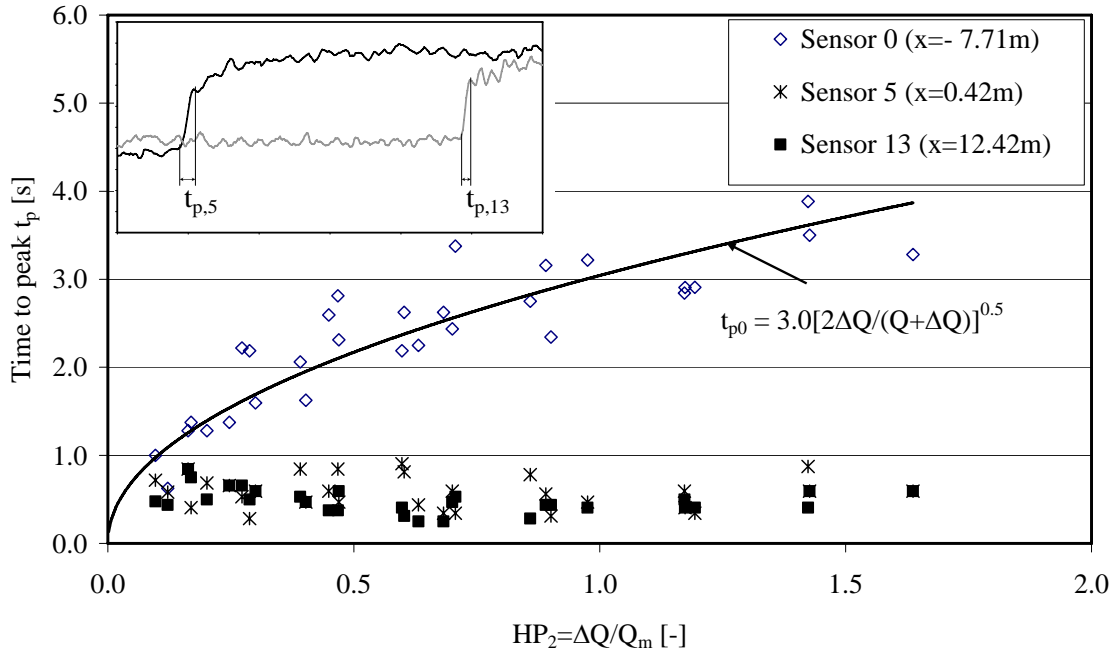 6.0
5.0
4.0
3.0
2.0
1.0
0.0
Time to peak t_p [s]
t_p,5
t_p,13
Sensor 0 (x=- 7.71m)
Sensor 5 (x=0.42m)
Sensor 13 (x=12.42m)
t_p0 = 3.0[2ΔQ/(Q+ΔQ)]^0.5
0.0 0.5 1.0 1.5 2.0
HP_2=ΔQ/Q_m [-]